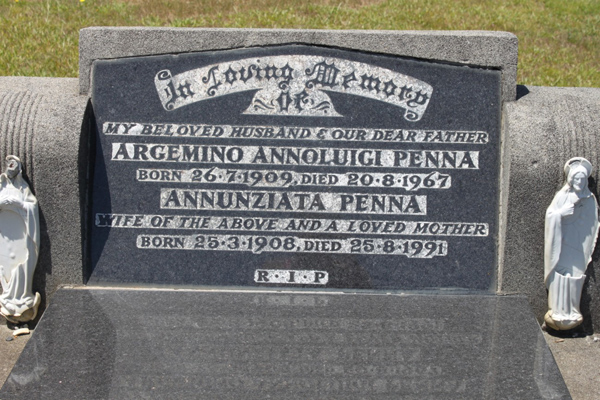 In Loving Memory
Of
MY BELOVED HUSBAND & OUR DEAR FATHER
ARGEMINO ANNOLUIGI PENNA
BORN 26·7·1909, DIED 20·8·1967
ANNUNZIATA PENNA
WIFE OF THE ABOVE AND A LOVED MOTHER
BORN 25·3·1908, DIED 25·8·1991
R·I·P